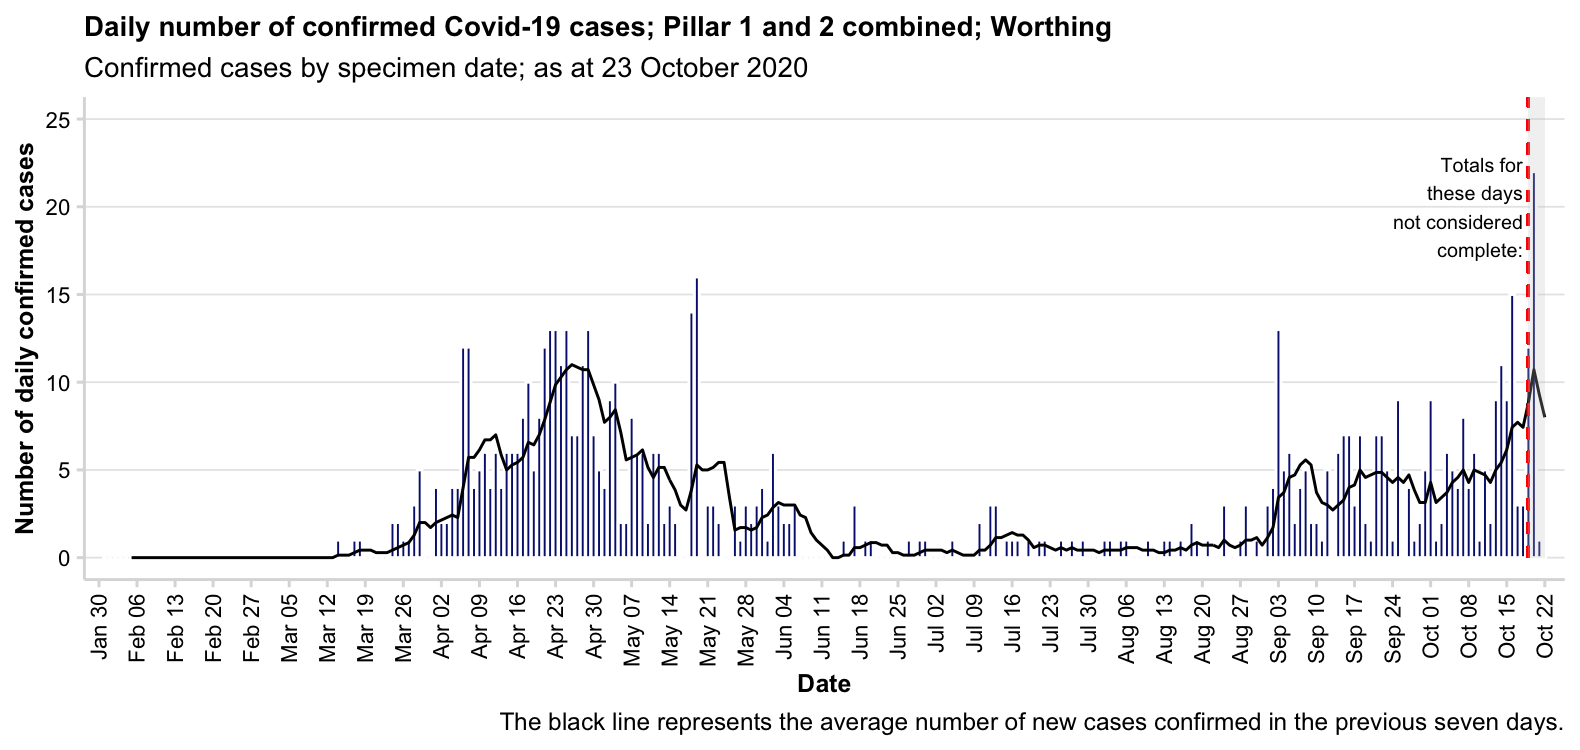 Daily number of confirmed Covid-19 cases; Pillar 1 and 2 combined; Worthing
Confirmed cases by specimen date; as at 23 October 2020
Number of daily confirmed cases
25
20
15
10
5
0
Totals for
these days
not considered
complete:
Jan 30
Feb 06
Feb 13
Feb 20
Feb 27
Mar 05
Mar 12
Mar 19
Mar 26
Apr 02
Apr 09
Apr 16
Apr 23
Apr 30
May 07
May 14
May 21
May 28
Jun 04
Jun 11
Jun 18
Jun 25
Jul 02
Jul 09
Jul 16
Jul 23
Jul 30
Aug 06
Aug 13
Aug 20
Aug 27
Sep 03
Sep 10
Sep 17
Sep 24
Oct 01
Oct 08
Oct 15
Oct 22
Date
The black line represents the average number of new cases confirmed in the previous seven days.